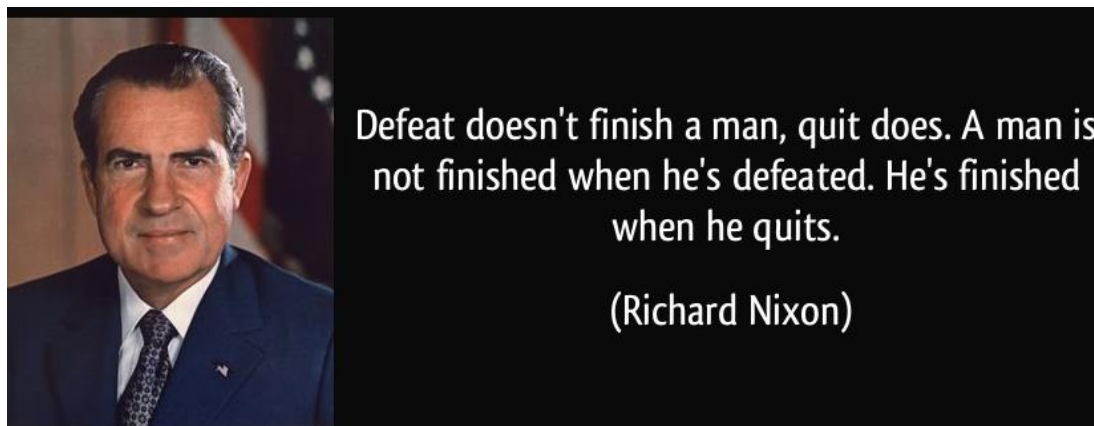 Defeat doesn't finish a man, quit does. A man is
not finished when he's defeated. He's finished
when he quits.
(Richard Nixon)